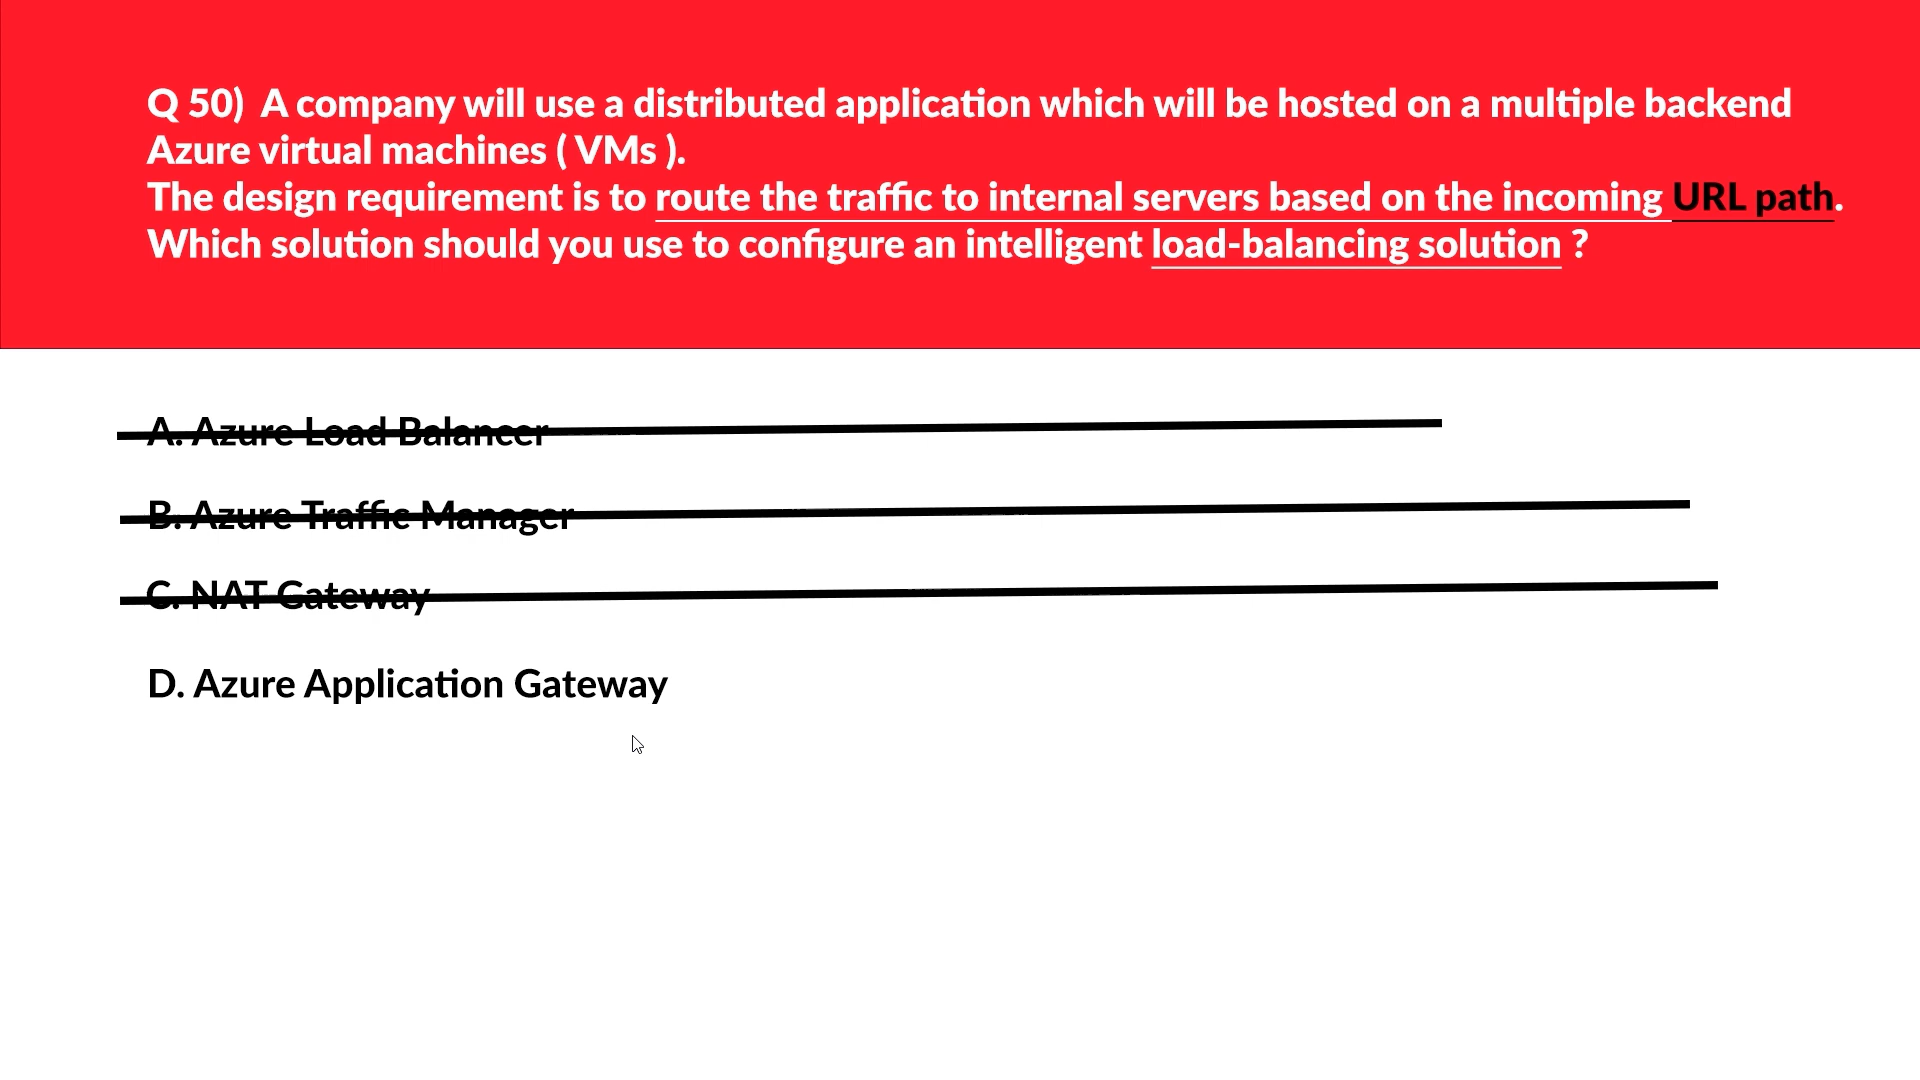 Q 50) A company will use a distributed application which will be hosted on a multiple backend
Azure virtual machines ( VMs ).
The design requirement is to route the traffic to internal servers based on the incoming URL path.
Which solution should you use to configure an intelligent load-balancing solution ?
A. Azure Load Balancer
B. Azure Traffic Manager
C. NAT Gateway
D. Azure Application Gateway